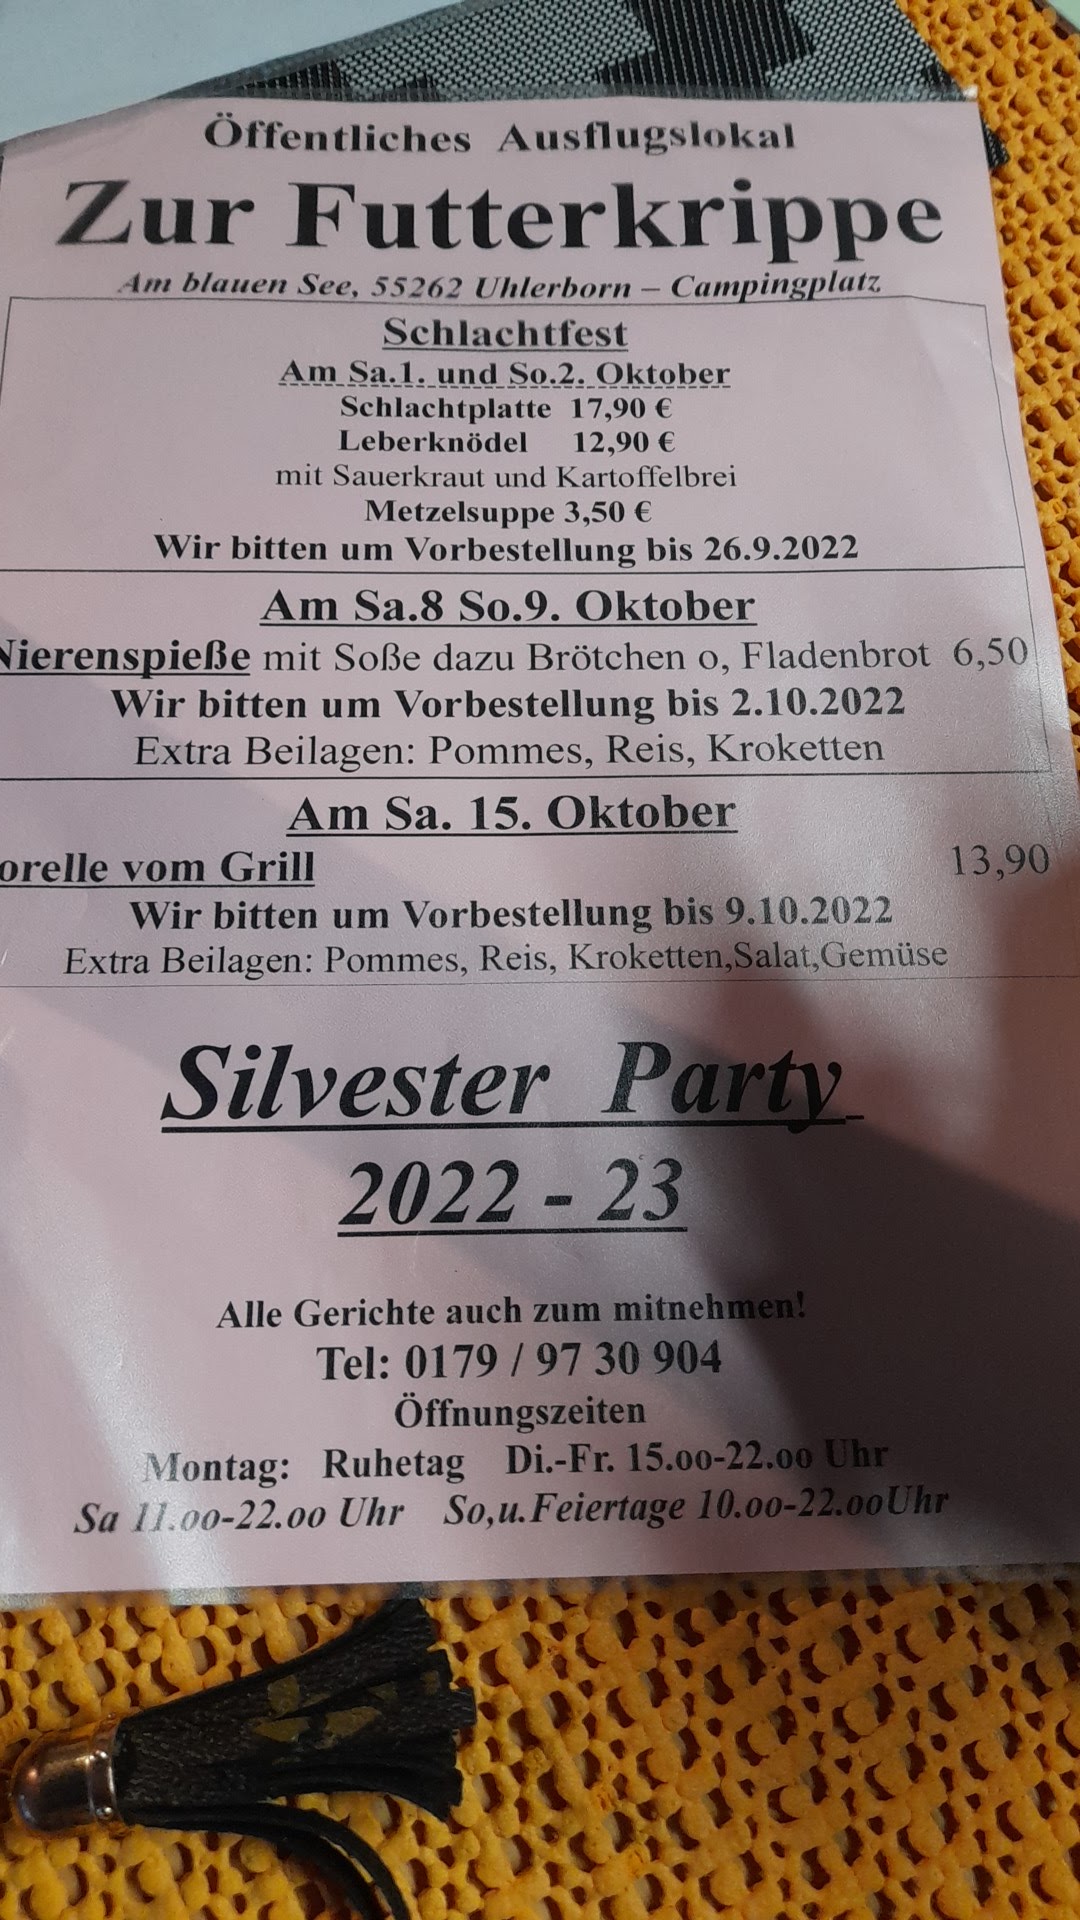 Öffentliches Ausflugslokal
Zur Futterkrippe
Am blauen See, 55262 Uhlerborn – Campingplatz
Schlachtfest
Am Sa.1. und So.2. Oktober
Schlachtplatte 17,90 €
Leberknödel 12,90 €
mit Sauerkraut und Kartoffelbrei
Metzelsuppe 3,50 €
Wir bitten um Vorbestellung bis 26.9.2022
Am Sa.8 So.9. Oktober
Nierenspieße mit Soße dazu Brötchen o, Fladenbrot 6,50
Wir bitten um Vorbestellung bis 2.10.2022
Extra Beilagen: Pommes, Reis, Kroketten
Am Sa. 15. Oktober
orelle vom Grill 13,90
Wir bitten um Vorbestellung bis 9.10.2022
Extra Beilagen: Pommes, Reis, Kroketten,Salat,Gemüse
Silvester Party
2022 - 23
Alle Gerichte auch zum mitnehmen!
Tel: 0179 / 97 30 904
Öffnungszeiten
Montag: Ruhetag Di.-Fr. 15.00-22.00 Uhr
Sa 11.00-22.00 Uhr So,u.Feiertage 10.00-22.00Uhr